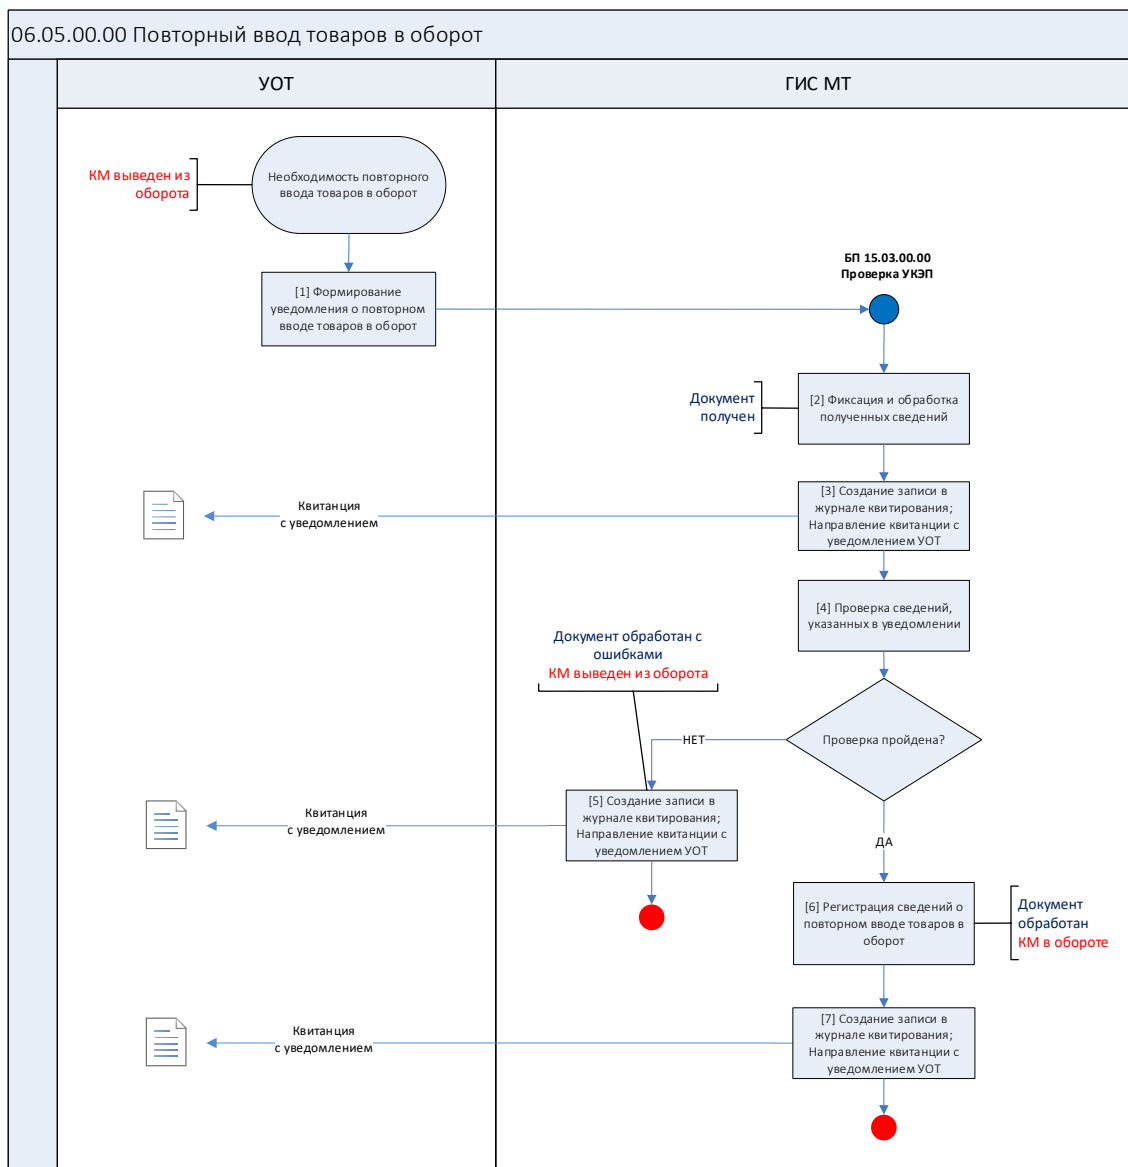 06.05.00.00 Повторный ввод товаров в оборот
УОТ
ГИС МТ
КМ выведен из
оборота
Необходимость повторного
ввода товаров в оборот
[1] Формирование
уведомления о повторном
вводе товаров в оборот
БП 15.03.00.00
Проверка УКЭП
Документ
получен
[2] Фиксация и обработка
полученных сведений
Квитанция
с уведомлением
[3] Создание записи в
журнале квитирования;
Направление квитанции с
уведомлением УОТ
[4] Проверка сведений,
указанных в уведомлении
Документ обработан с
ошибками
КМ выведен из оборота
Проверка пройдена?
НЕТ
Квитанция
с уведомлением
[5] Создание записи в
журнале квитирования;
Направление квитанции с
уведомлением УОТ
ДА
[6] Регистрация сведений о
повторном вводе товаров в
оборот
Документ
обработан
КМ в обороте
Квитанция
с уведомлением
[7] Создание записи в
журнале квитирования;
Направление квитанции с
уведомлением УОТ